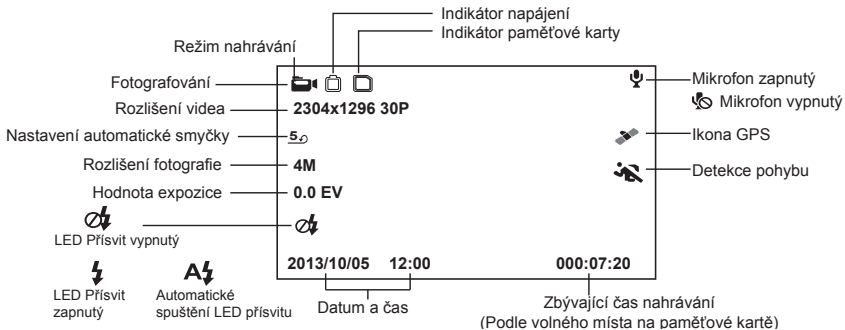 Indikátor napájení
Indikátor paměťové karty
Režim nahrávání
Fotografování
Mikrofon zapnutý
Rozlišení videa
2304x1296 30P
Mikrofon vypnutý
Nastavení automatické smyčky
5
Ikona GPS
Rozlišení fotografie
4M
Detekce pohybu
Hodnota expozice
0.0 EV
LED Přísvit vypnutý
2013/10/05 12:00
000:07:20
A
LED Přísvit
zapnutý
Automatické
spuštění LED přísvitu
Datum a čas
Zbývající čas nahrávání
(Podle volného místa na paměťové kartě)